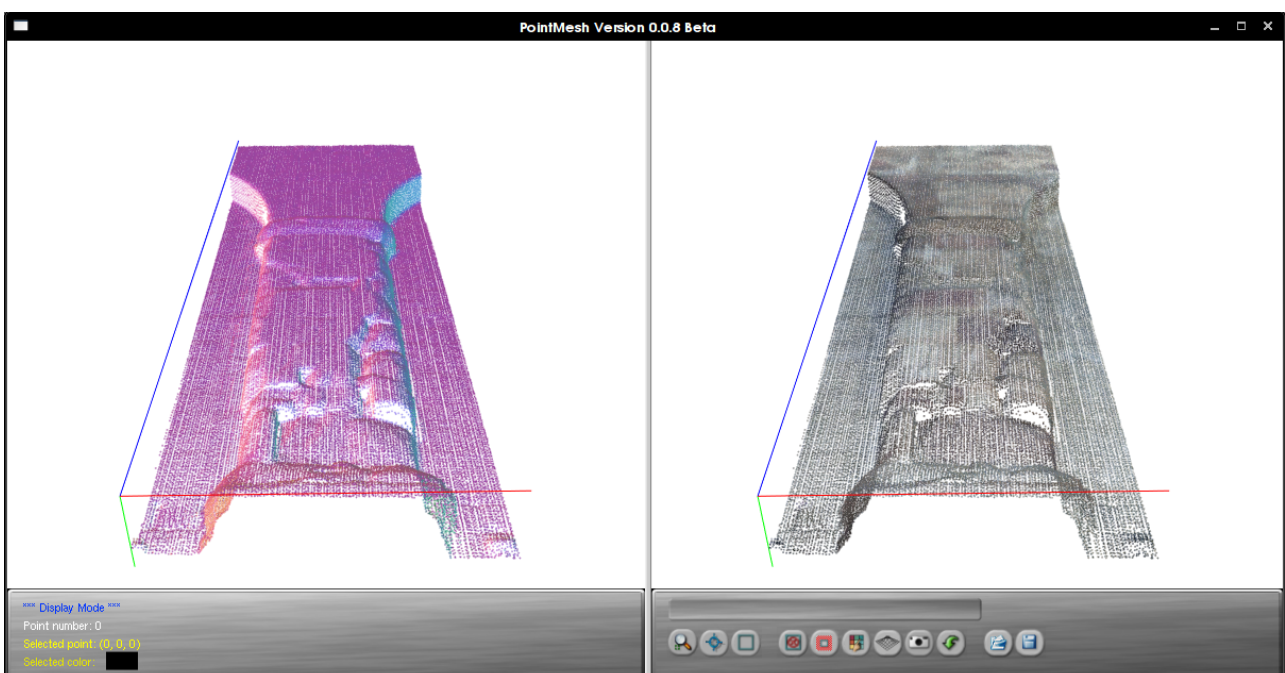 PointMesh Version 0.0.8 Beta
*** Display Mode ***
Point number: 0
Selected point: (0, 0, 0)
Selected color: